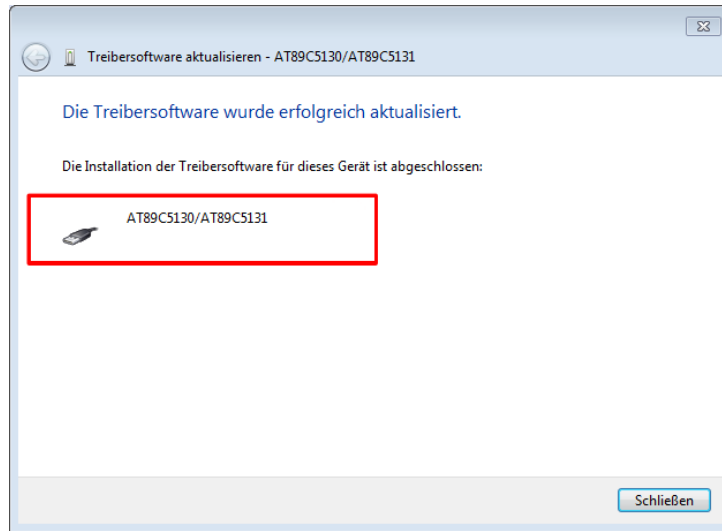 Treibersoftware aktualisieren - AT89C5130/AT89C5131
Die Treibersoftware wurde erfolgreich aktualisiert.
Die Installation der Treibersoftware für dieses Gerät ist abgeschlossen:
AT89C5130/AT89C5131
Schließen